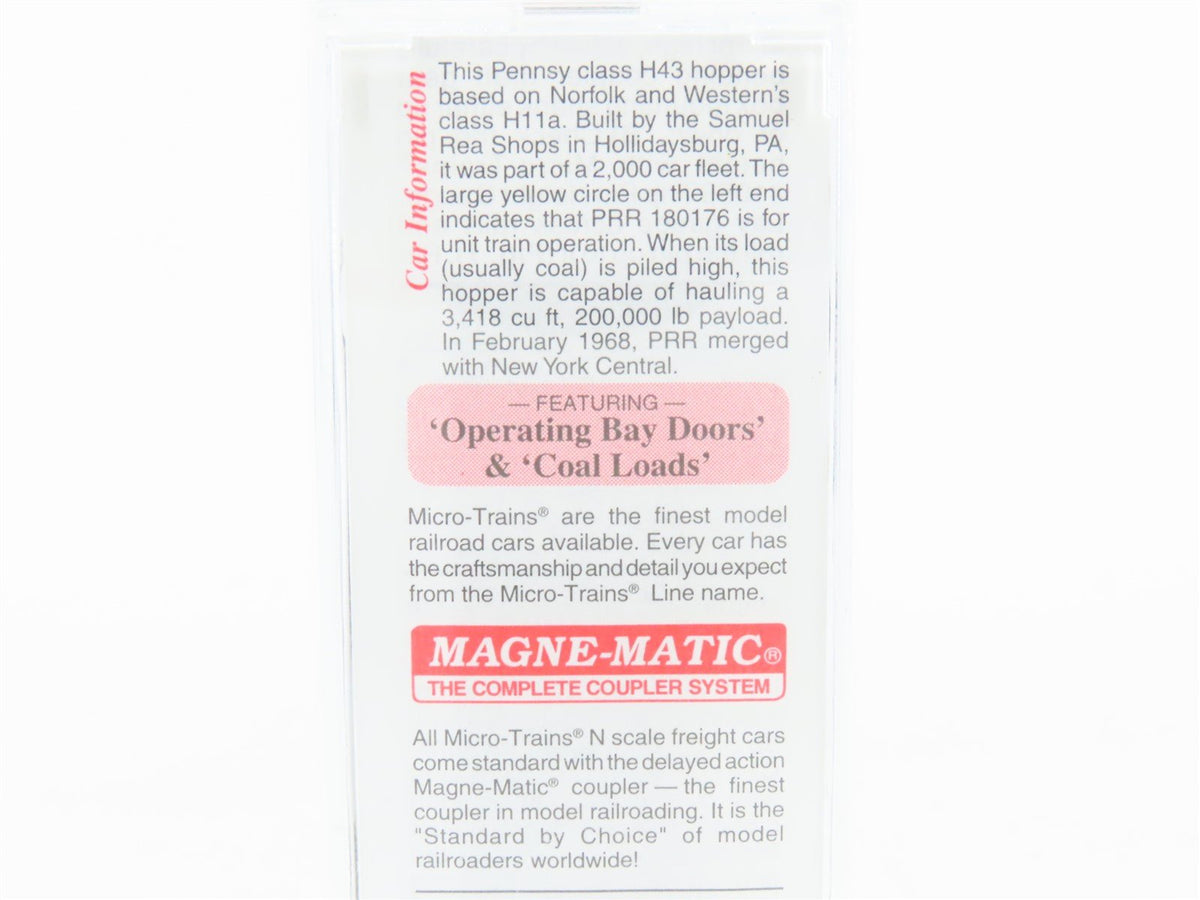 Car Information
This Pennsy class H43 hopper is
based on Norfolk and Western's
class H11a. Built by the Samuel
Rea Shops in Hollidaysburg, PA,
it was part of a 2,000 car fleet. The
large yellow circle on the left end
indicates that PRR 180176 is for
unit train operation. When its load
(usually coal) is piled high, this
hopper is capable of hauling a
3,418 cu ft, 200,000 lb payload.
In February 1968, PRR merged
with New York Central.
— FEATURING —
‘Operating Bay Doors’
& ‘Coal Loads’
Micro-Trains® are the finest model
railroad cars available. Every car has
the craftsmanship and detail you expect
from the Micro-Trains® Line name.
MAGNE-MATIC®
THE COMPLETE COUPLER SYSTEM
All Micro-Trains® N scale freight cars
come standard with the delayed action
Magne-Matic® coupler — the finest
coupler in model railroading. It is the
"Standard by Choice" of model
railroaders worldwide!